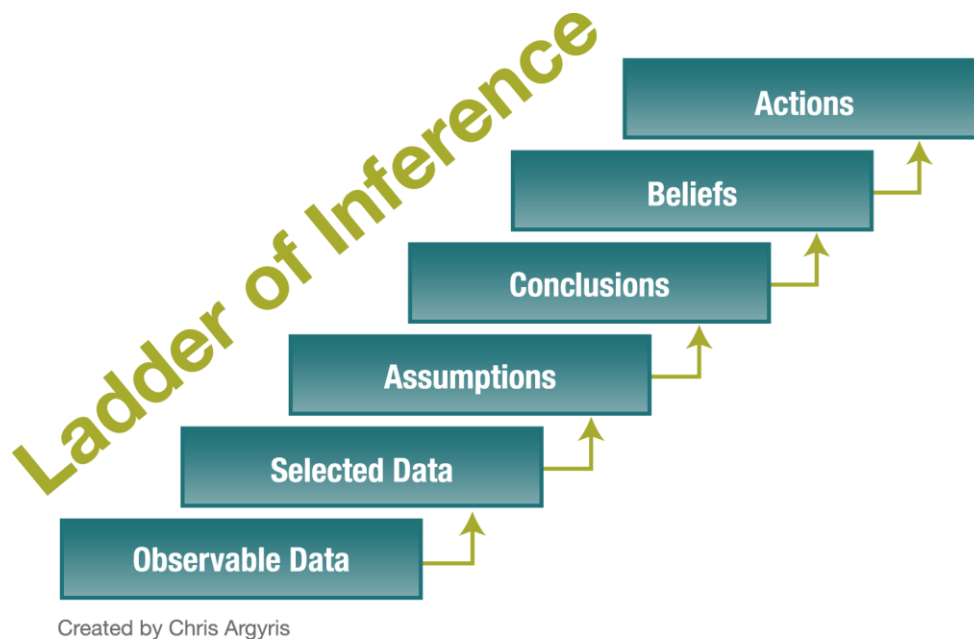 Ladder of Inference
Actions
Beliefs
Conclusions
Assumptions
Selected Data
Observable Data
Created by Chris Argyris